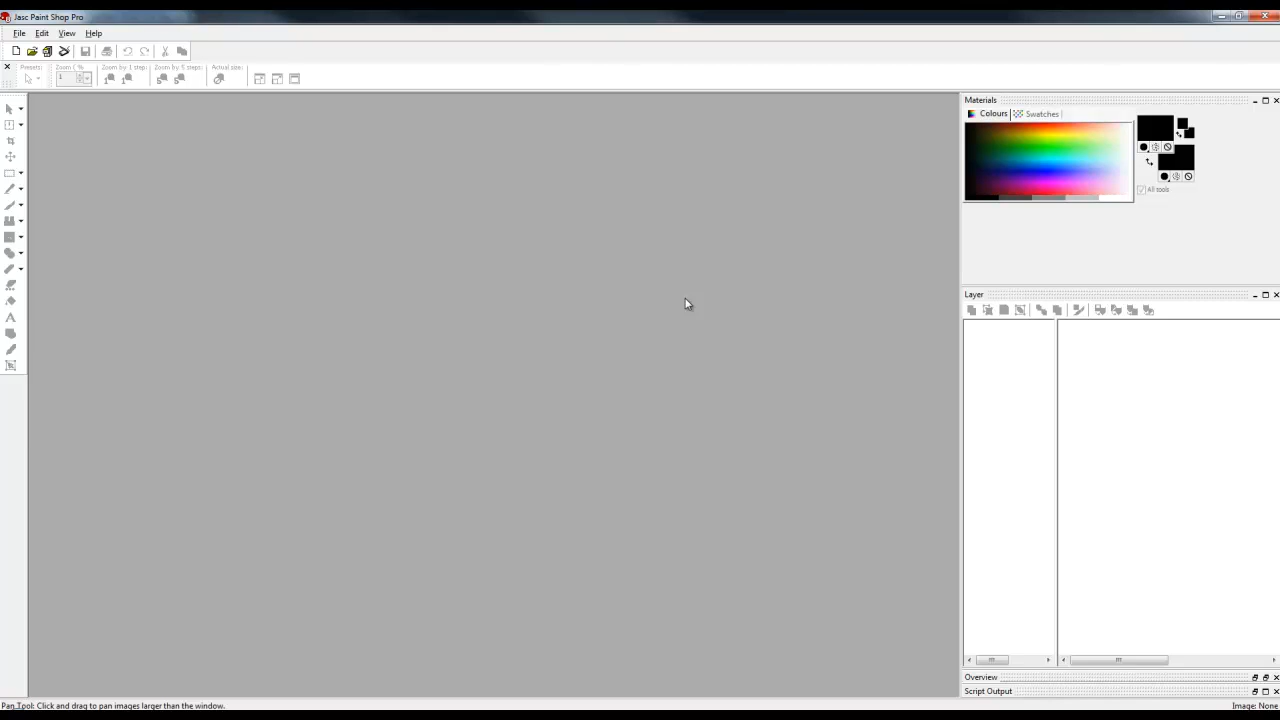 Jasc Paint Shop Pro
File Edit View Help
Presets: Zoom (%): Zoom by 1 step: Zoom by 5 steps: Actual size:
1
Materials
Colours Swatches
All tools
Layer
Overview
Script Output
Pan Tool: Click and drag to pan images larger than the window. Image: None